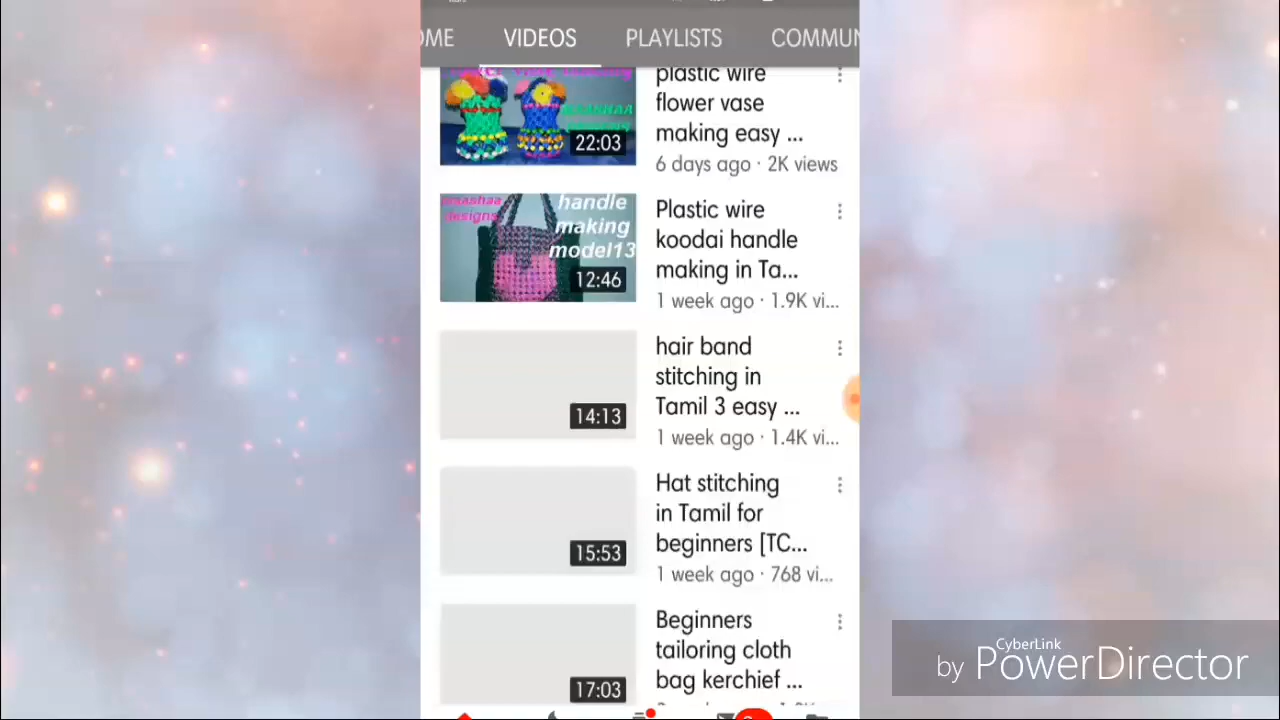 OME VIDEOS PLAYLISTS COMMUN
plastic wire
flower vase
making easy ...
22:03
6 days ago · 2K views
designs
handle
making
model13
12:46
Plastic wire
koodai handle
making in Ta...
1 week ago · 1.9K vi...
hair band
stitching in
Tamil 3 easy ...
14:13
1 week ago · 1.4K vi...
Hat stitching
in Tamil for
beginners [TC...
15:53
1 week ago · 768 vi...
Beginners
tailoring cloth
bag kerchief ...
17:03
by CyberLink
PowerDirector